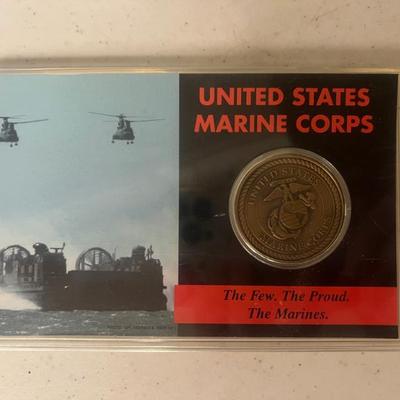 UNITED STATES
MARINE CORPS
UNITED STATES
MARINE CORPS
The Few. The Proud.
The Marines.